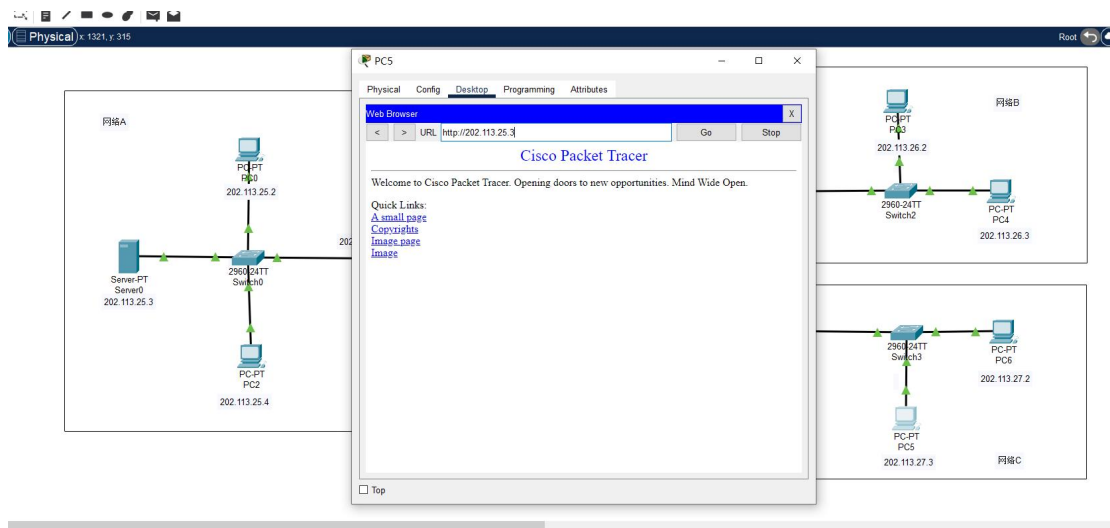 Physical x: 1321, y: 315
Root
网络A
PC-PT
PC0
202.113.25.2
202
2960-24TT
Switch0
Server-PT
Server0
202.113.25.3
PC-PT
PC2
202.113.25.4
PC5
Physical Config Desktop Programming Attributes
Web Browser
X
< > URL http://202.113.25.3 Go Stop
Cisco Packet Tracer
Welcome to Cisco Packet Tracer. Opening doors to new opportunities. Mind Wide Open.
Quick Links:
A small page
Copyrights
Image page
Image
Top
网络B
PC-PT
PC3
202.113.26.2
2960-24TT
Switch2
PC-PT
PC4
202.113.26.3
2960-24TT
Switch3
PC-PT
PC6
202.113.27.2
PC-PT
PC5
202.113.27.3
网络C